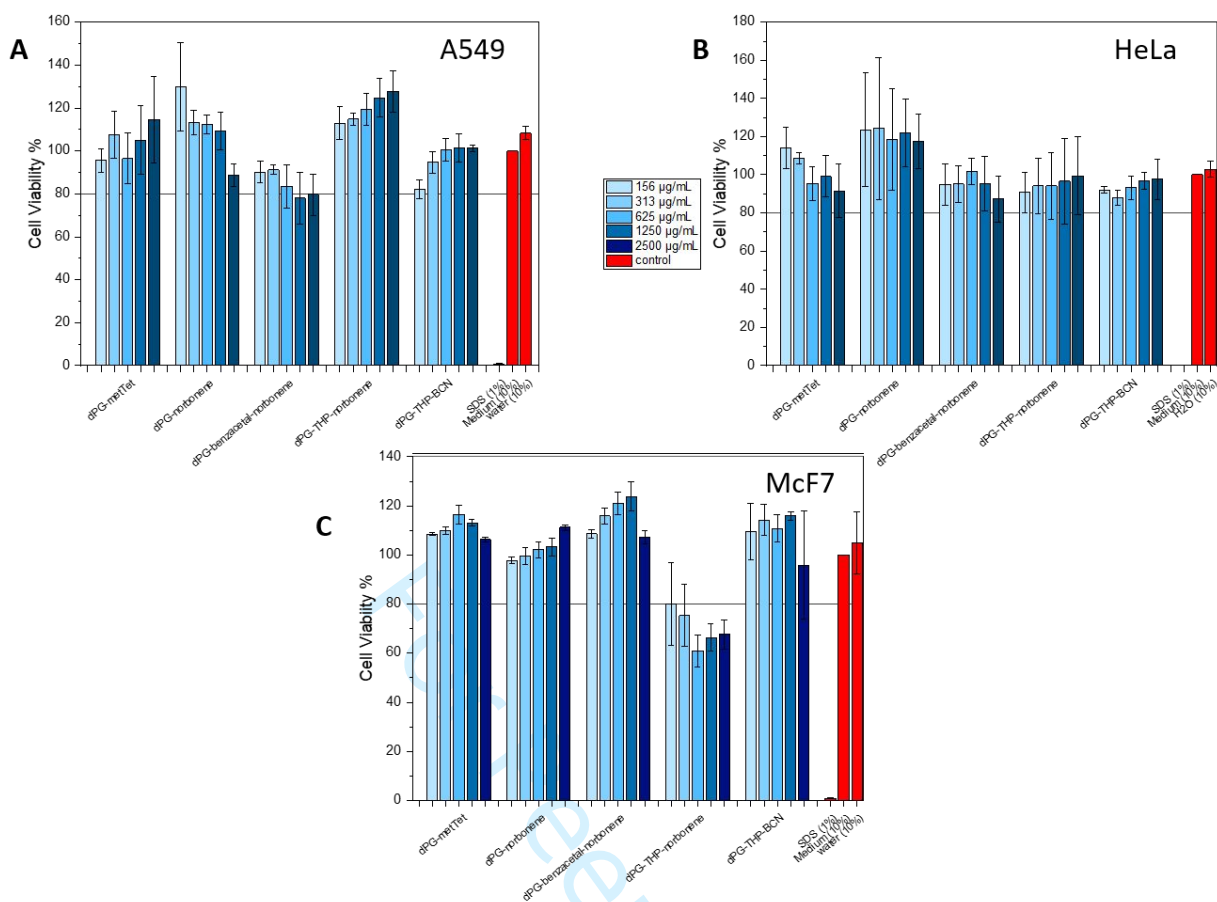 A
A549
Cell Viability %
160
140
120
100
80
60
40
20
0
dPG-metTet
dPG-norbonene
dPG-benzacetal-norbonene
dPG-THP-norbonene
dPG-THP-BCN
SDS (1%)
Medium (10%)
water (10%)
156 µg/mL
313 µg/mL
625 µg/mL
1250 µg/mL
2500 µg/mL
control
B
HeLa
Cell Viability %
180
160
140
120
100
80
60
40
20
0
dPG-metTet
dPG-norbonene
dPG-benzacetal-norbonene
dPG-THP-norbonene
dPG-THP-BCN
SDS (1%)
Medium (10%)
H2O (10%)
C
McF7
Cell Viability %
140
120
100
80
60
40
20
0
dPG-metTet
dPG-norbonene
dPG-benzacetal-norbonene
dPG-THP-norbonene
dPG-THP-BCN
SDS (1%)
Medium (10%)
water (10%)